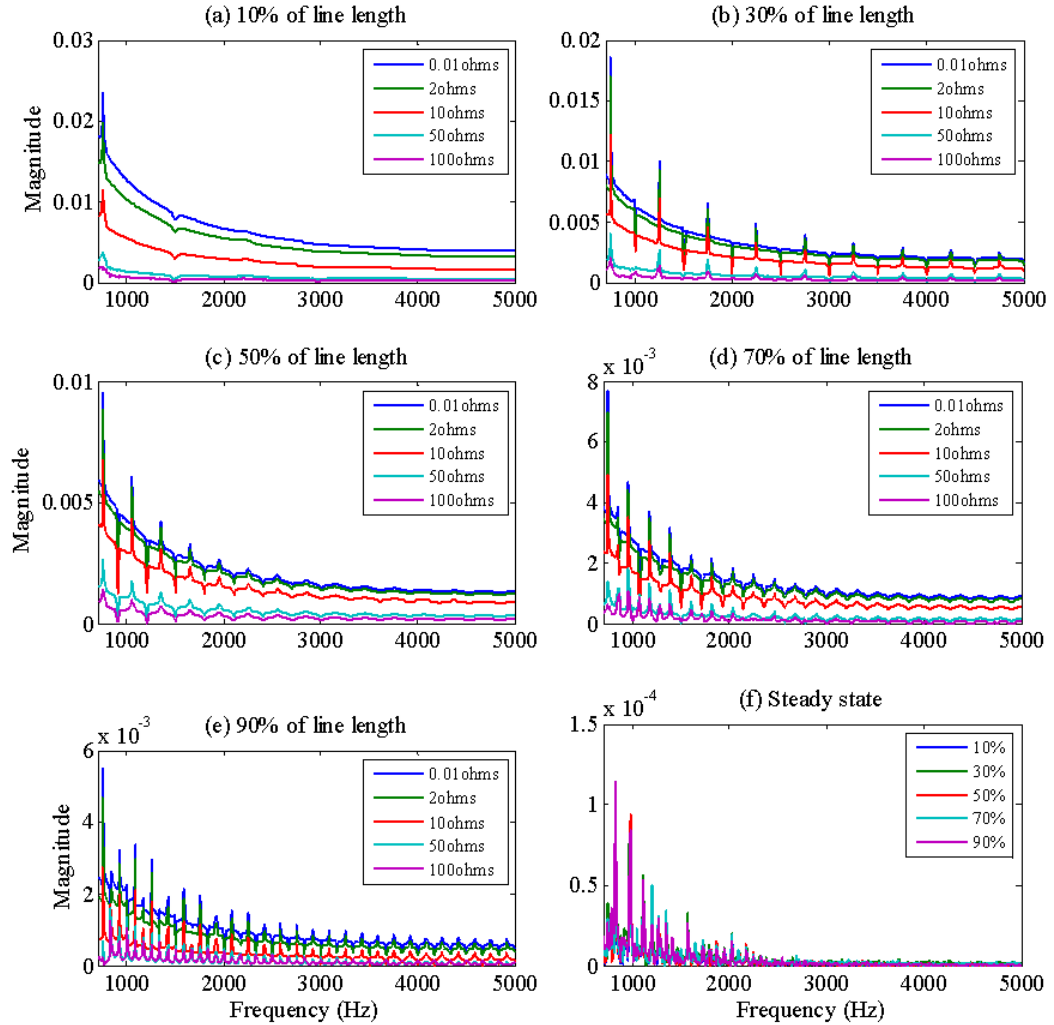 (a) 10% of line length
0.03
0.02
0.01
0
Magnitude
0.01ohms
2ohms
10ohms
50ohms
100ohms
1000 2000 3000 4000 5000
(b) 30% of line length
0.02
0.015
0.01
0.005
0
0.01ohms
2ohms
10ohms
50ohms
100ohms
1000 2000 3000 4000 5000
(c) 50% of line length
0.01
0.005
0
Magnitude
0.01ohms
2ohms
10ohms
50ohms
100ohms
1000 2000 3000 4000 5000
(d) 70% of line length
x 10-3
8
6
4
2
0
0.01ohms
2ohms
10ohms
50ohms
100ohms
1000 2000 3000 4000 5000
(e) 90% of line length
x 10-3
6
4
2
0
Magnitude
0.01ohms
2ohms
10ohms
50ohms
100ohms
1000 2000 3000 4000 5000
Frequency (Hz)
(f) Steady state
x 10-4
1.5
1
0.5
0
10%
30%
50%
70%
90%
1000 2000 3000 4000 5000
Frequency (Hz)